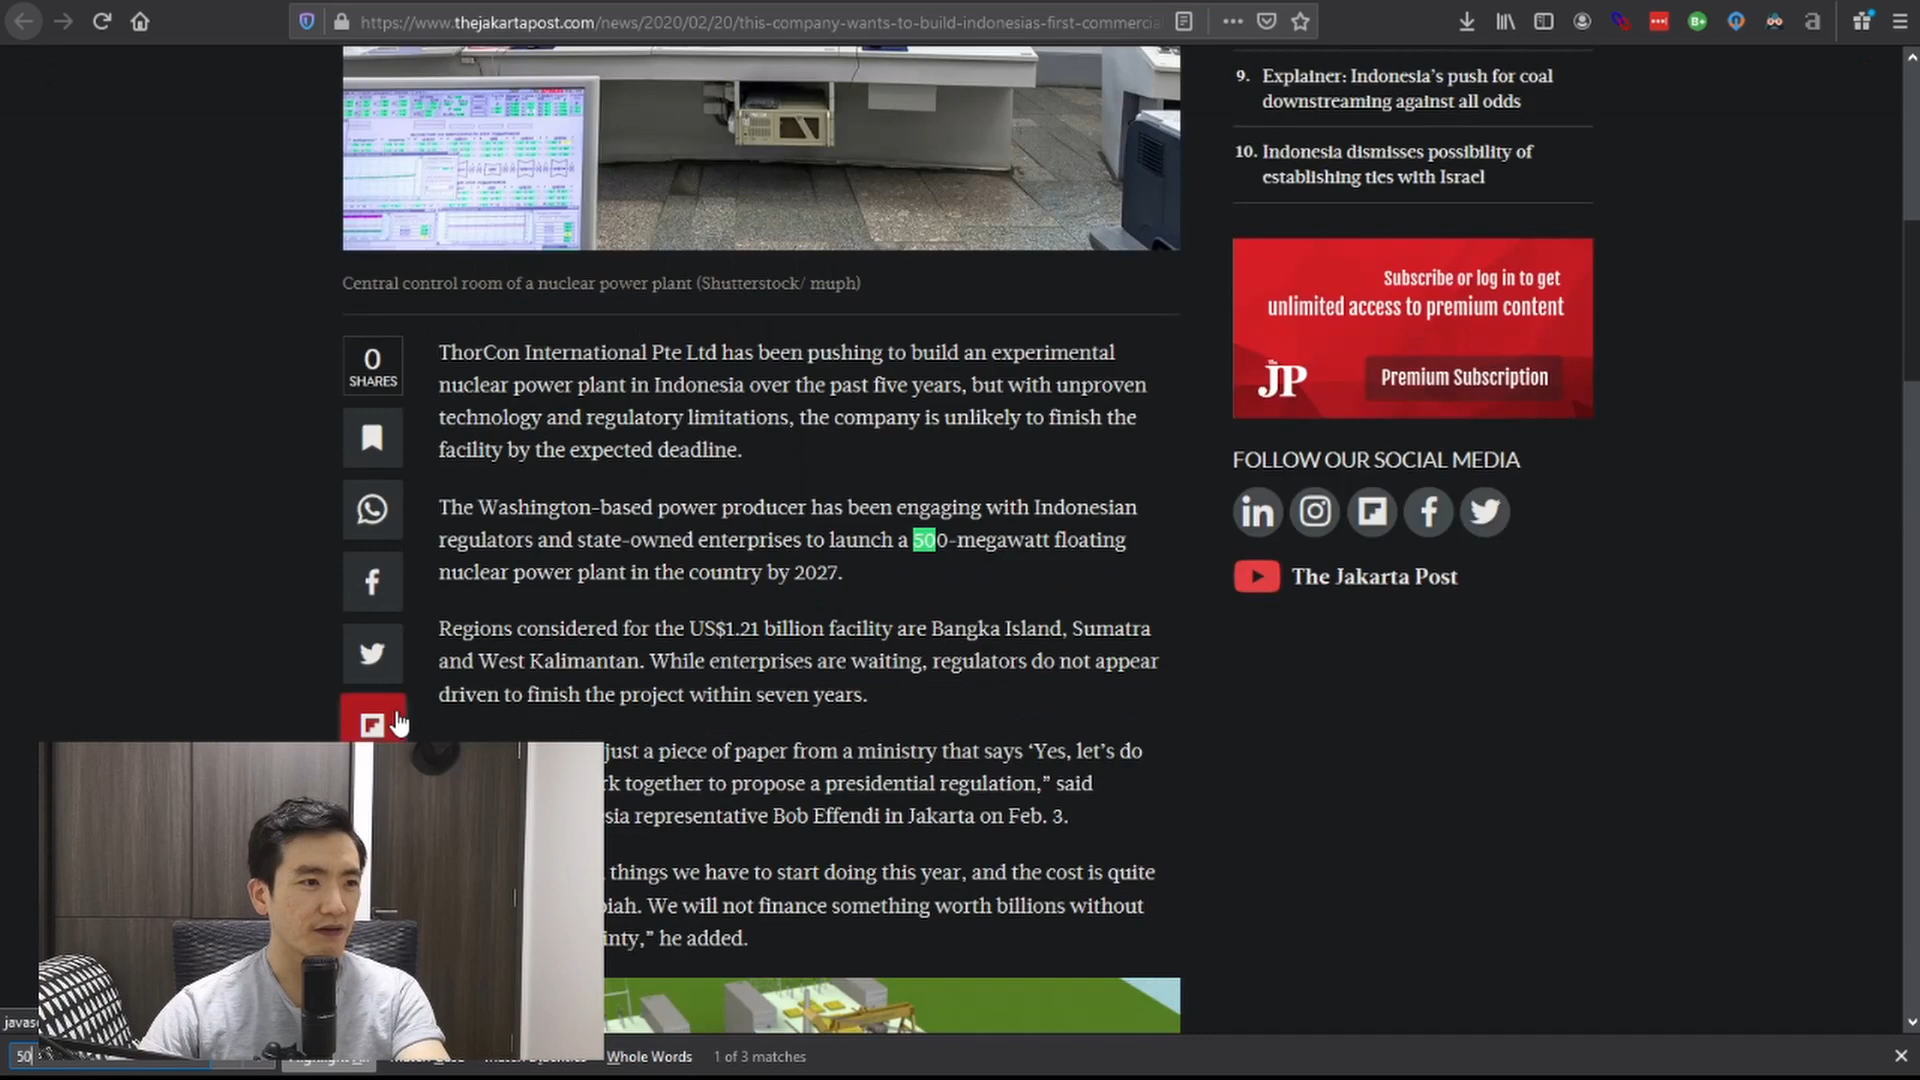 https://www.thejakartapost.com/news/2020/02/20/this-company-wants-to-build-indonesias-first-commercia
9. Explainer: Indonesia's push for coal
downstreaming against all odds
10. Indonesia dismisses possibility of
establishing ties with Israel
Subscribe or log in to get
unlimited access to premium content
JP
Premium Subscription
Central control room of a nuclear power plant (Shutterstock/ muph)
0
SHARES
ThorCon International Pte Ltd has been pushing to build an experimental
nuclear power plant in Indonesia over the past five years, but with unproven
technology and regulatory limitations, the company is unlikely to finish the
facility by the expected deadline.
The Washington-based power producer has been engaging with Indonesian
regulators and state-owned enterprises to launch a 500-megawatt floating
nuclear power plant in the country by 2027.
Regions considered for the US$1.21 billion facility are Bangka Island, Sumatra
and West Kalimantan. While enterprises are waiting, regulators do not appear
driven to finish the project within seven years.
just a piece of paper from a ministry that says ‘Yes, let’s do
rk together to propose a presidential regulation,” said
sia representative Bob Effendi in Jakarta on Feb. 3.
things we have to start doing this year, and the cost is quite
piah. We will not finance something worth billions without
inty,” he added.
FOLLOW OUR SOCIAL MEDIA
The Jakarta Post
javas
50
Whole Words
1 of 3 matches